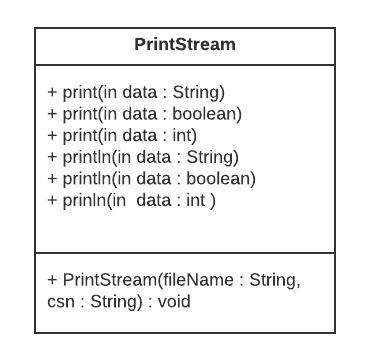 PrintStream
+ print(in data : String)
+ print(in data : boolean)
+ print(in data : int)
+ println(in data : String)
+ println(in data : boolean)
+ prinln(in  data : int )
+ PrintStream(fileName : String,
csn : String) : void